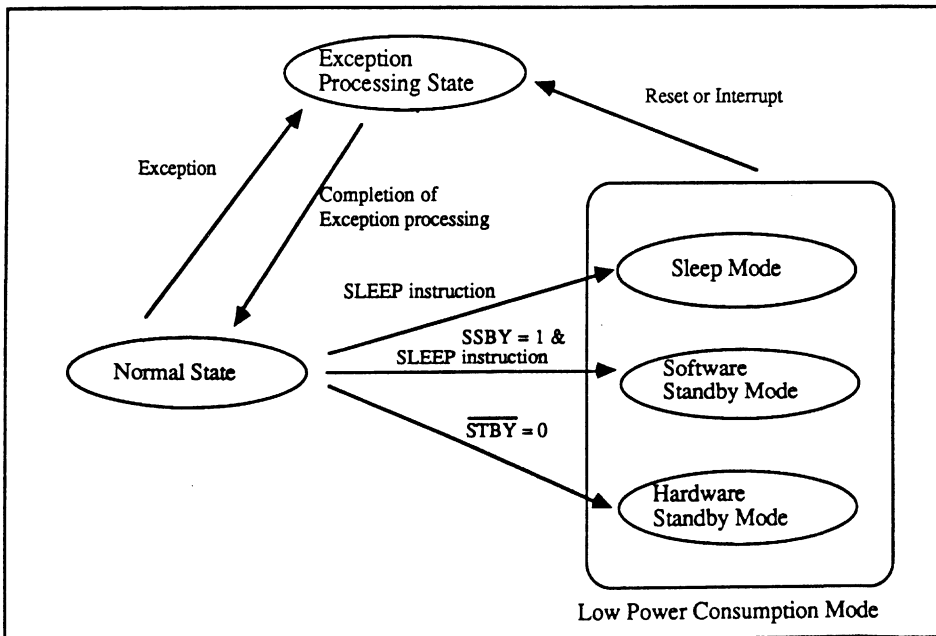 Exception
Processing State
Reset or Interrupt
Exception
Completion of
Exception processing
Sleep Mode
SLEEP instruction
SSBY = 1 &
SLEEP instruction
Normal State
Software
Standby Mode
S̅T̅B̅Y̅ = 0
Hardware
Standby Mode
Low Power Consumption Mode